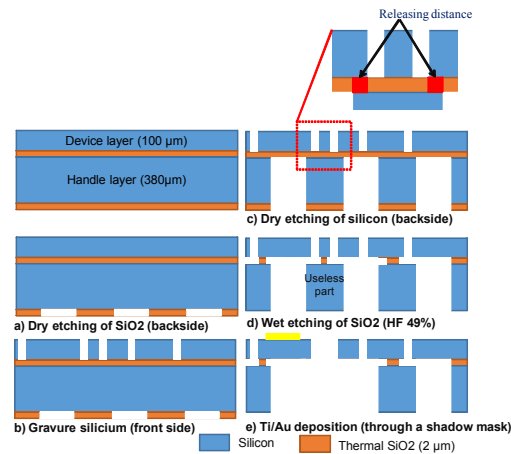 Releasing distance
Device layer (100 µm)
Handle layer (380µm)
c) Dry etching of silicon (backside)
Useless
part
a) Dry etching of SiO2 (backside)
d) Wet etching of SiO2 (HF 49%)
b) Gravure silicium (front side)
e) Ti/Au deposition (through a shadow mask)
Silicon
Thermal SiO2 (2 µm)